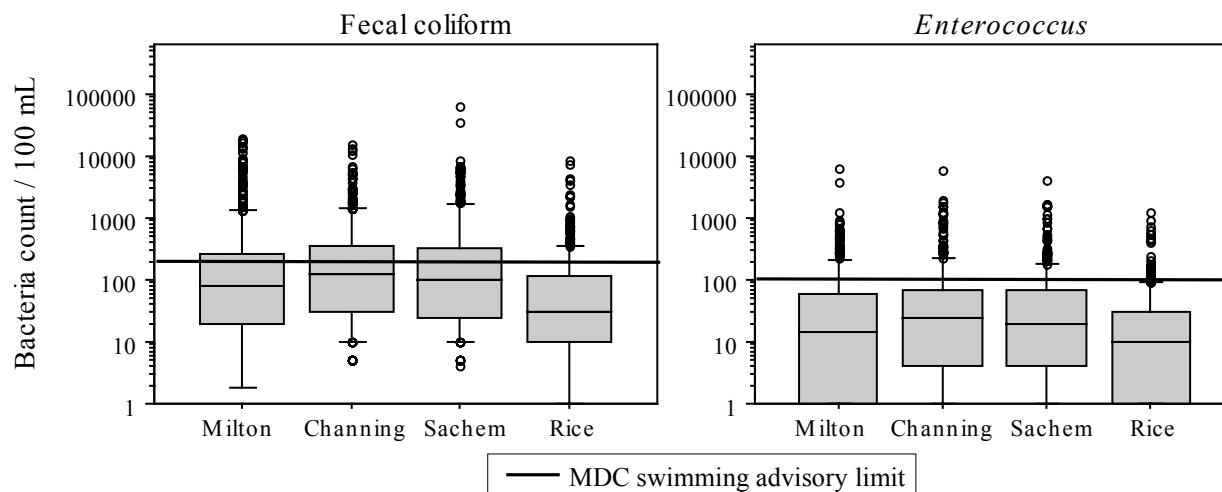 Fecal coliform
Enterococcus
Bacteria count / 100 mL
100000
10000
1000
100
10
1
Milton Channing Sachem Rice
100000
10000
1000
100
10
1
Milton Channing Sachem Rice
MDC swimming advisory limit